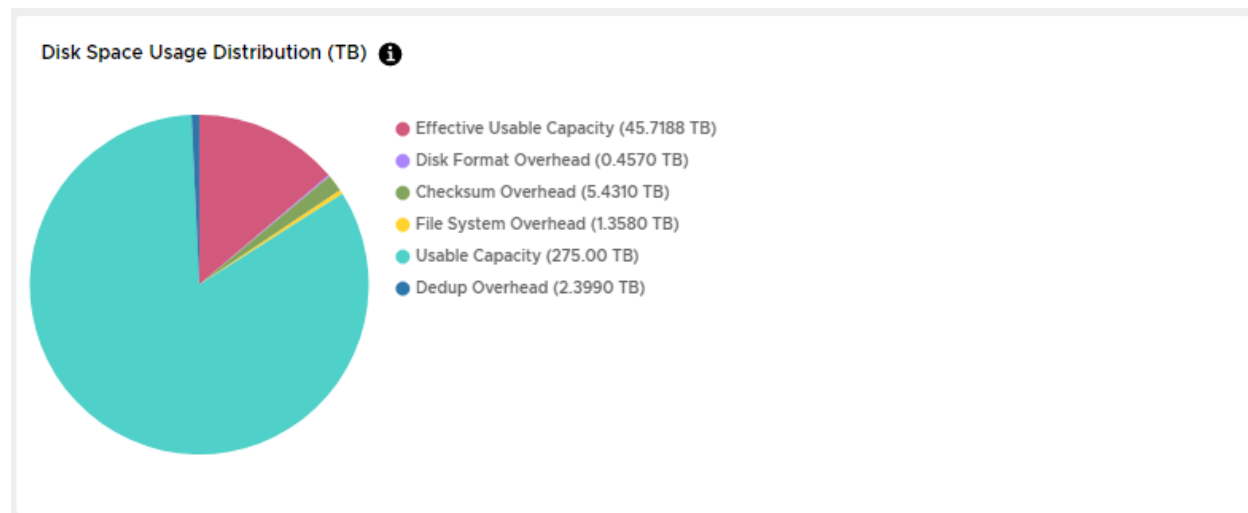 Disk Space Usage Distribution (TB)
Effective Usable Capacity (45.7188 TB)
Disk Format Overhead (0.4570 TB)
Checksum Overhead (5.4310 TB)
File System Overhead (1.3580 TB)
Usable Capacity (275.00 TB)
Dedup Overhead (2.3990 TB)